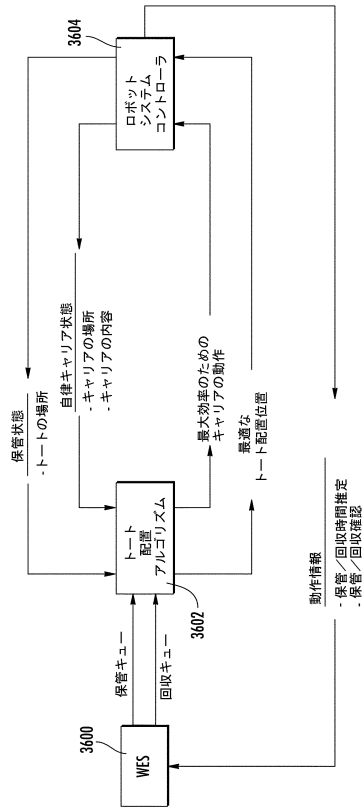 3600
WES
保管キュー
回収キュー
トート
配置
アルゴリズム
3602
保管状態
- トートの場所
自律キャリア状態
- キャリアの場所
- キャリアの内容
最大効率のための
キャリアの動作
最適な
トート配置位置
3604
ロボット
システム
コントローラ
動作情報
- 保管/回収時間推定
- 保管/回収確認